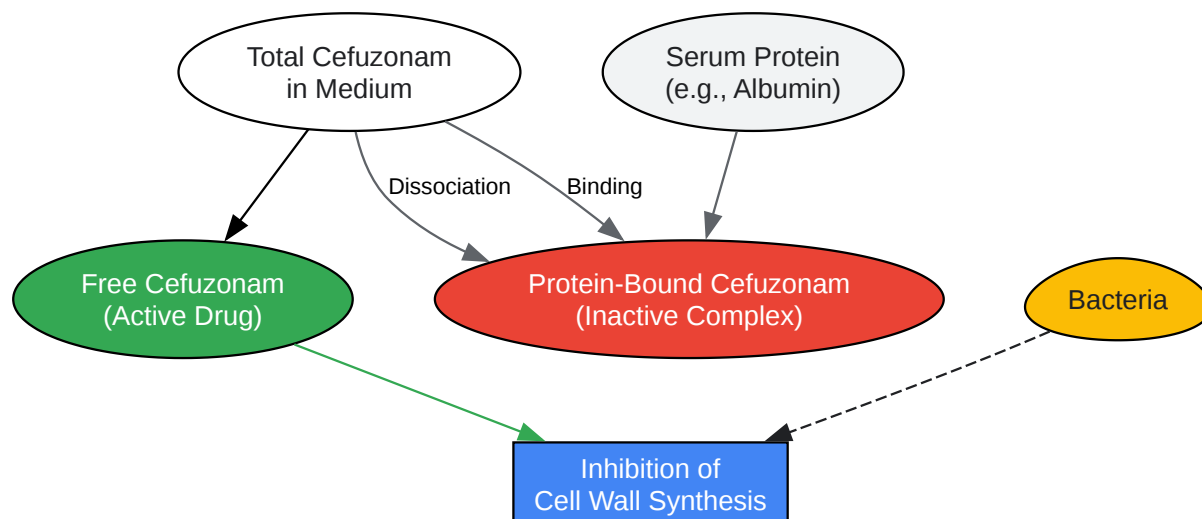 Total Cefuzonam
in Medium
Serum Protein
(e.g., Albumin)
Dissociation
Binding
Free Cefuzonam
(Active Drug)
Protein-Bound Cefuzonam
(Inactive Complex)
Bacteria
Inhibition of
Cell Wall Synthesis